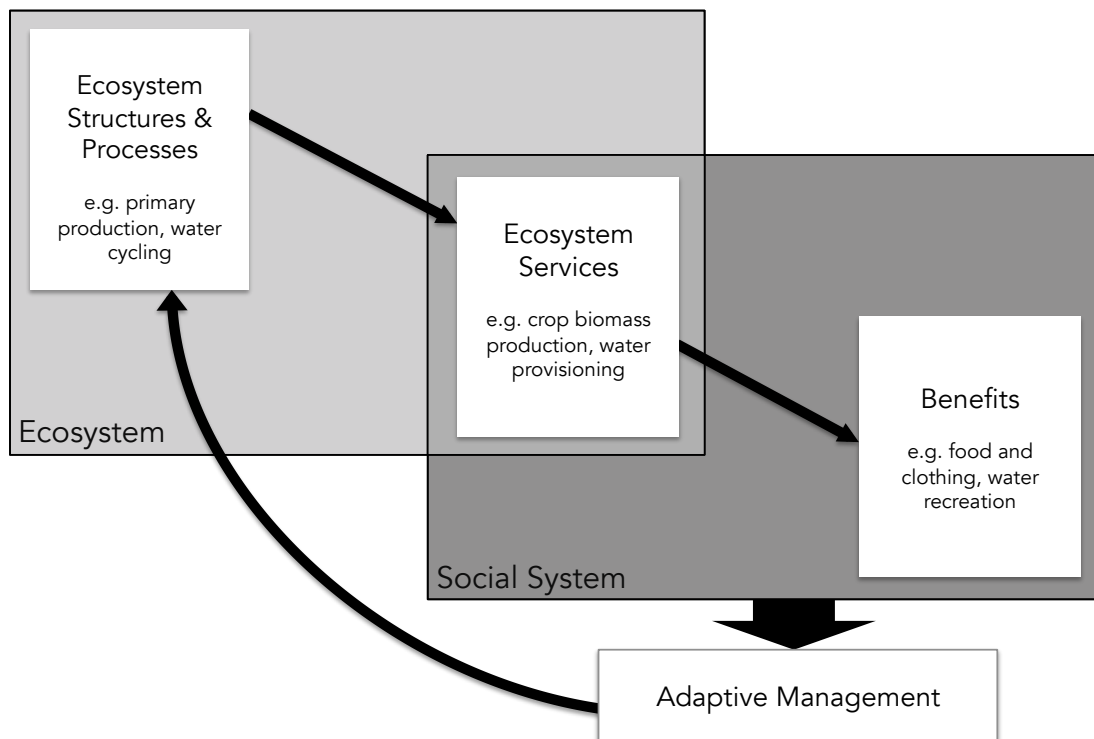 Ecosystem
Structures &
Processes
e.g. primary
production, water
cycling
Ecosystem
Services
e.g. crop biomass
production, water
provisioning
Benefits
e.g. food and
clothing, water
recreation
Ecosystem
Social System
Adaptive Management